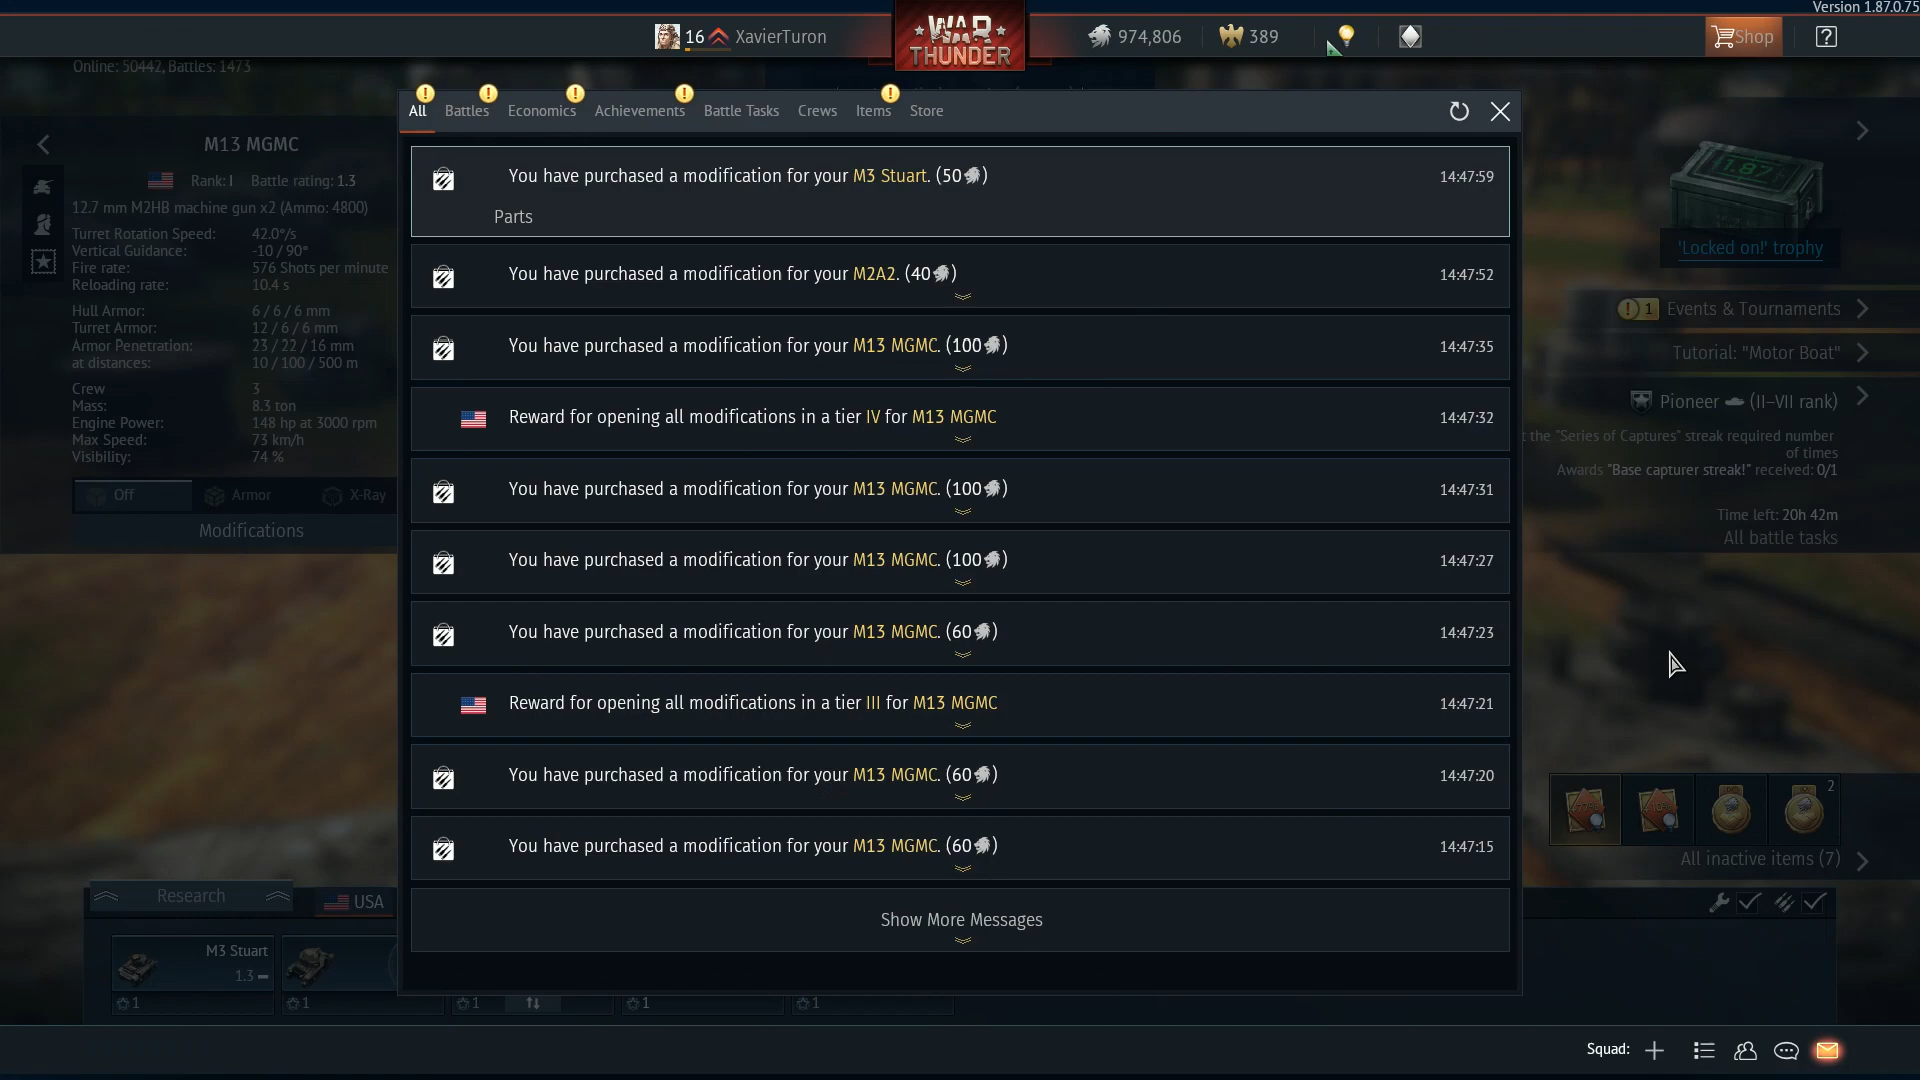 Version 1.87.0.75
16 XavierTuron
WAR THUNDER
974,806
389
Shop
Online: 50442, Battles: 1473
All
Battles
Economics
Achievements
Battle Tasks
Crews
Items
Store
M13 MGMC
Rank: I Battle rating: 1.3
12.7 mm M2HB machine gun x2 (Ammo: 4800)
Turret Rotation Speed: 42.0°/s
Vertical Guidance: -10 / 90°
Fire rate: 576 Shots per minute
Reloading rate: 10.4 s
Hull Armor: 6 / 6 / 6 mm
Turret Armor: 12 / 6 / 6 mm
Armor Penetration: 23 / 22 / 16 mm
at distances: 10 / 100 / 500 m
Crew 3
Mass: 8.3 ton
Engine Power: 148 hp at 3000 rpm
Max Speed: 73 km/h
Visibility: 74 %
Off
Armor
X-Ray
Modifications
You have purchased a modification for your M3 Stuart. (50) 14:47:59
Parts
You have purchased a modification for your M2A2. (40) 14:47:52
You have purchased a modification for your M13 MGMC. (100) 14:47:35
Reward for opening all modifications in a tier IV for M13 MGMC 14:47:32
You have purchased a modification for your M13 MGMC. (100) 14:47:31
You have purchased a modification for your M13 MGMC. (100) 14:47:27
You have purchased a modification for your M13 MGMC. (60) 14:47:23
Reward for opening all modifications in a tier III for M13 MGMC 14:47:21
You have purchased a modification for your M13 MGMC. (60) 14:47:20
You have purchased a modification for your M13 MGMC. (60) 14:47:15
Show More Messages
1.87
'Locked on!' trophy
1 Events & Tournaments
Tutorial: "Motor Boat"
Pioneer (II–VII rank)
the "Series of Captures" streak required number
of times
Awards "Base capturer streak!" received: 0/1
Time left: 20h 42m
All battle tasks
2
All inactive items (7)
Research
USA
M3 Stuart
1.3
1
1
1
1
1
Squad: